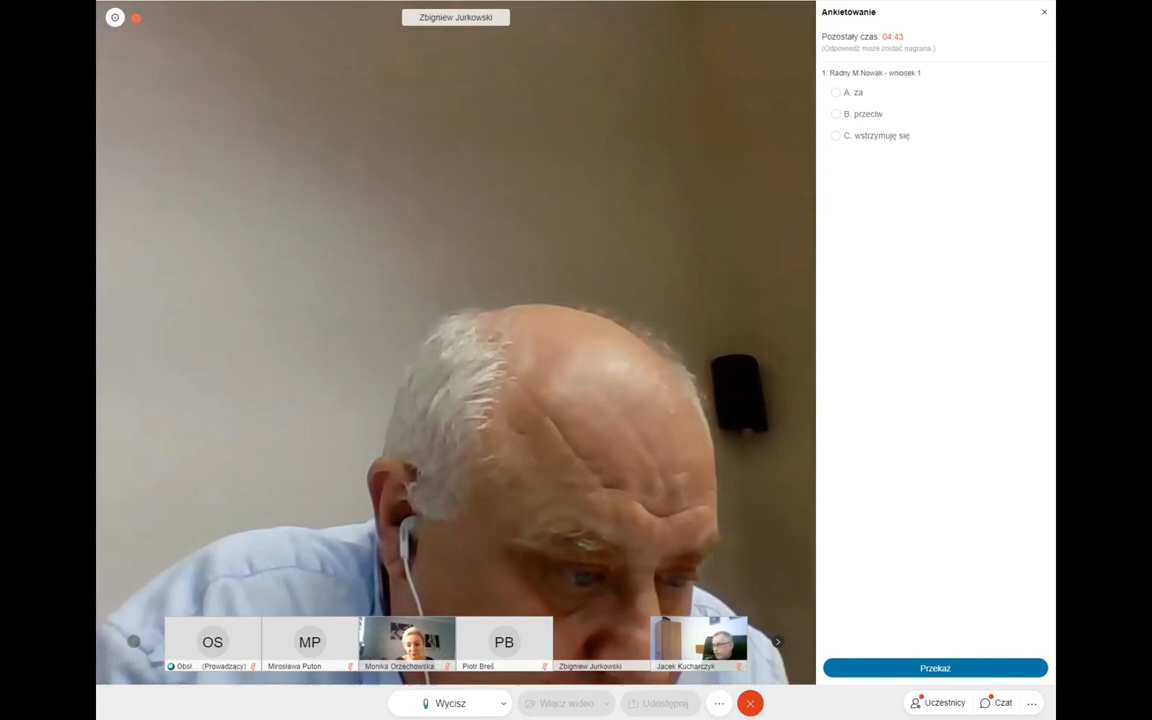 Zbigniew Jurkowski
Ankietowanie
Pozostały czas: 04:43
(Odpowiedź może zostać nagrana.)
1. Radny M.Nowak - wniosek 1
A. za
B. przeciw
C. wstrzymuję się
OS
MP
PB
Obsł... (Prowadzący)
Mirosława Puton
Monika Orzechowska
Piotr Breś
Zbigniew Jurkowski
Jacek Kucharczyk
Przekaż
Wycisz
Włącz wideo
Udostępnij
Uczestnicy
Czat